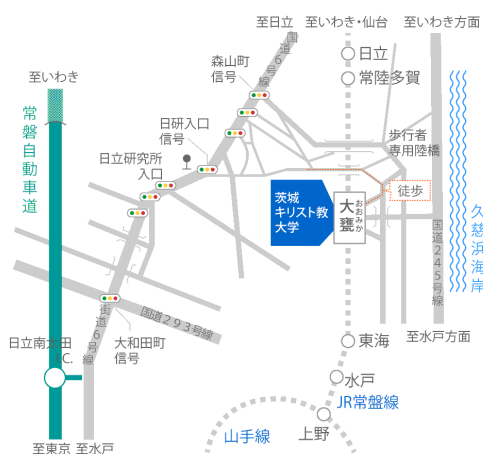 至日立
至いわき・仙台
至いわき方面
国道6号線
日立
常陸多賀
森山町
信号
至いわき
常磐自動車道
日研入口
信号
歩行者
専用陸橋
日立研究所
入口
徒歩
茨城
キリスト教
大学
大甕
おおみか
久慈浜海岸
国道245号線
国道293号線
街道6号線
大和田町
信号
日立南太田
I.C.
東海
至水戸方面
水戸
JR常盤線
山手線
上野
至東京
至水戸